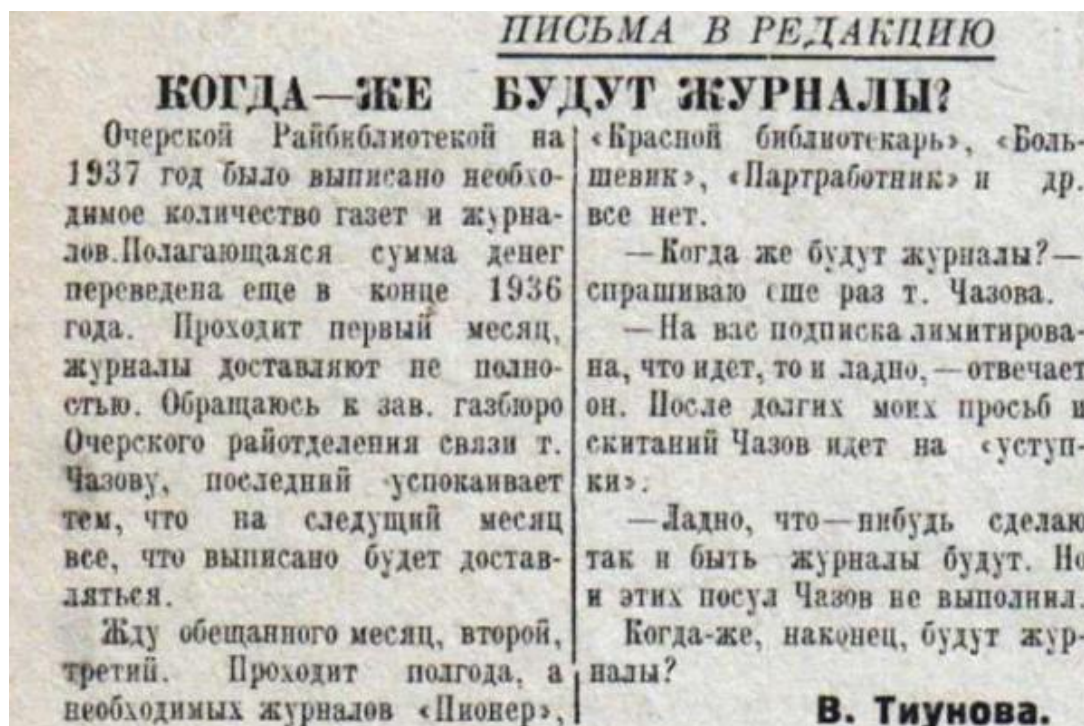 ПИСЬМА В РЕДАКЦИЮ
КОГДА—ЖЕ БУДУТ ЖУРНАЛЫ?
Очерской Райбиблиотекой на
1937 год было выписано необхо-
димое количество газет и журна-
лов.Полагающаяся сумма денег
переведена еще в конце 1936
года. Проходит первый месяц,
журналы доставляют не полно-
стью. Обращаюсь к зав. газбюро
Очерского райотделения связи т.
Чазову, последний успокаивает
тем, что на следущий месяц
все, что выписано будет достав-
ляться.
Жду обещанного месяц, второй,
третий. Проходит полгода, а
необходимых журналов «Пионер»,
«Красной библиотекарь», «Боль-
шевик», «Партработник» и др.
все нет.
—Когда же будут журналы?—
спрашиваю еше раз т. Чазова.
—На вас подписка лимитирова-
на, что идет, то и ладно,—отвечает
он. После долгих моих просьб и
скитаний Чазов идет на «уступ-
ки».
—Ладно, что—нибудь сделаю
так и быть журналы будут. Но
и этих посул Чазов не выполнил.
Когда-же, наконец, будут жур-
налы?
В. Тиунова.